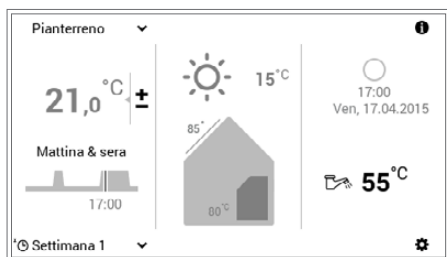 Pianterreno
21,0 °C ±
Mattina & sera
17:00
Settimana 1
15°C
85°
80°C
17:00
Ven, 17.04.2015
55°C